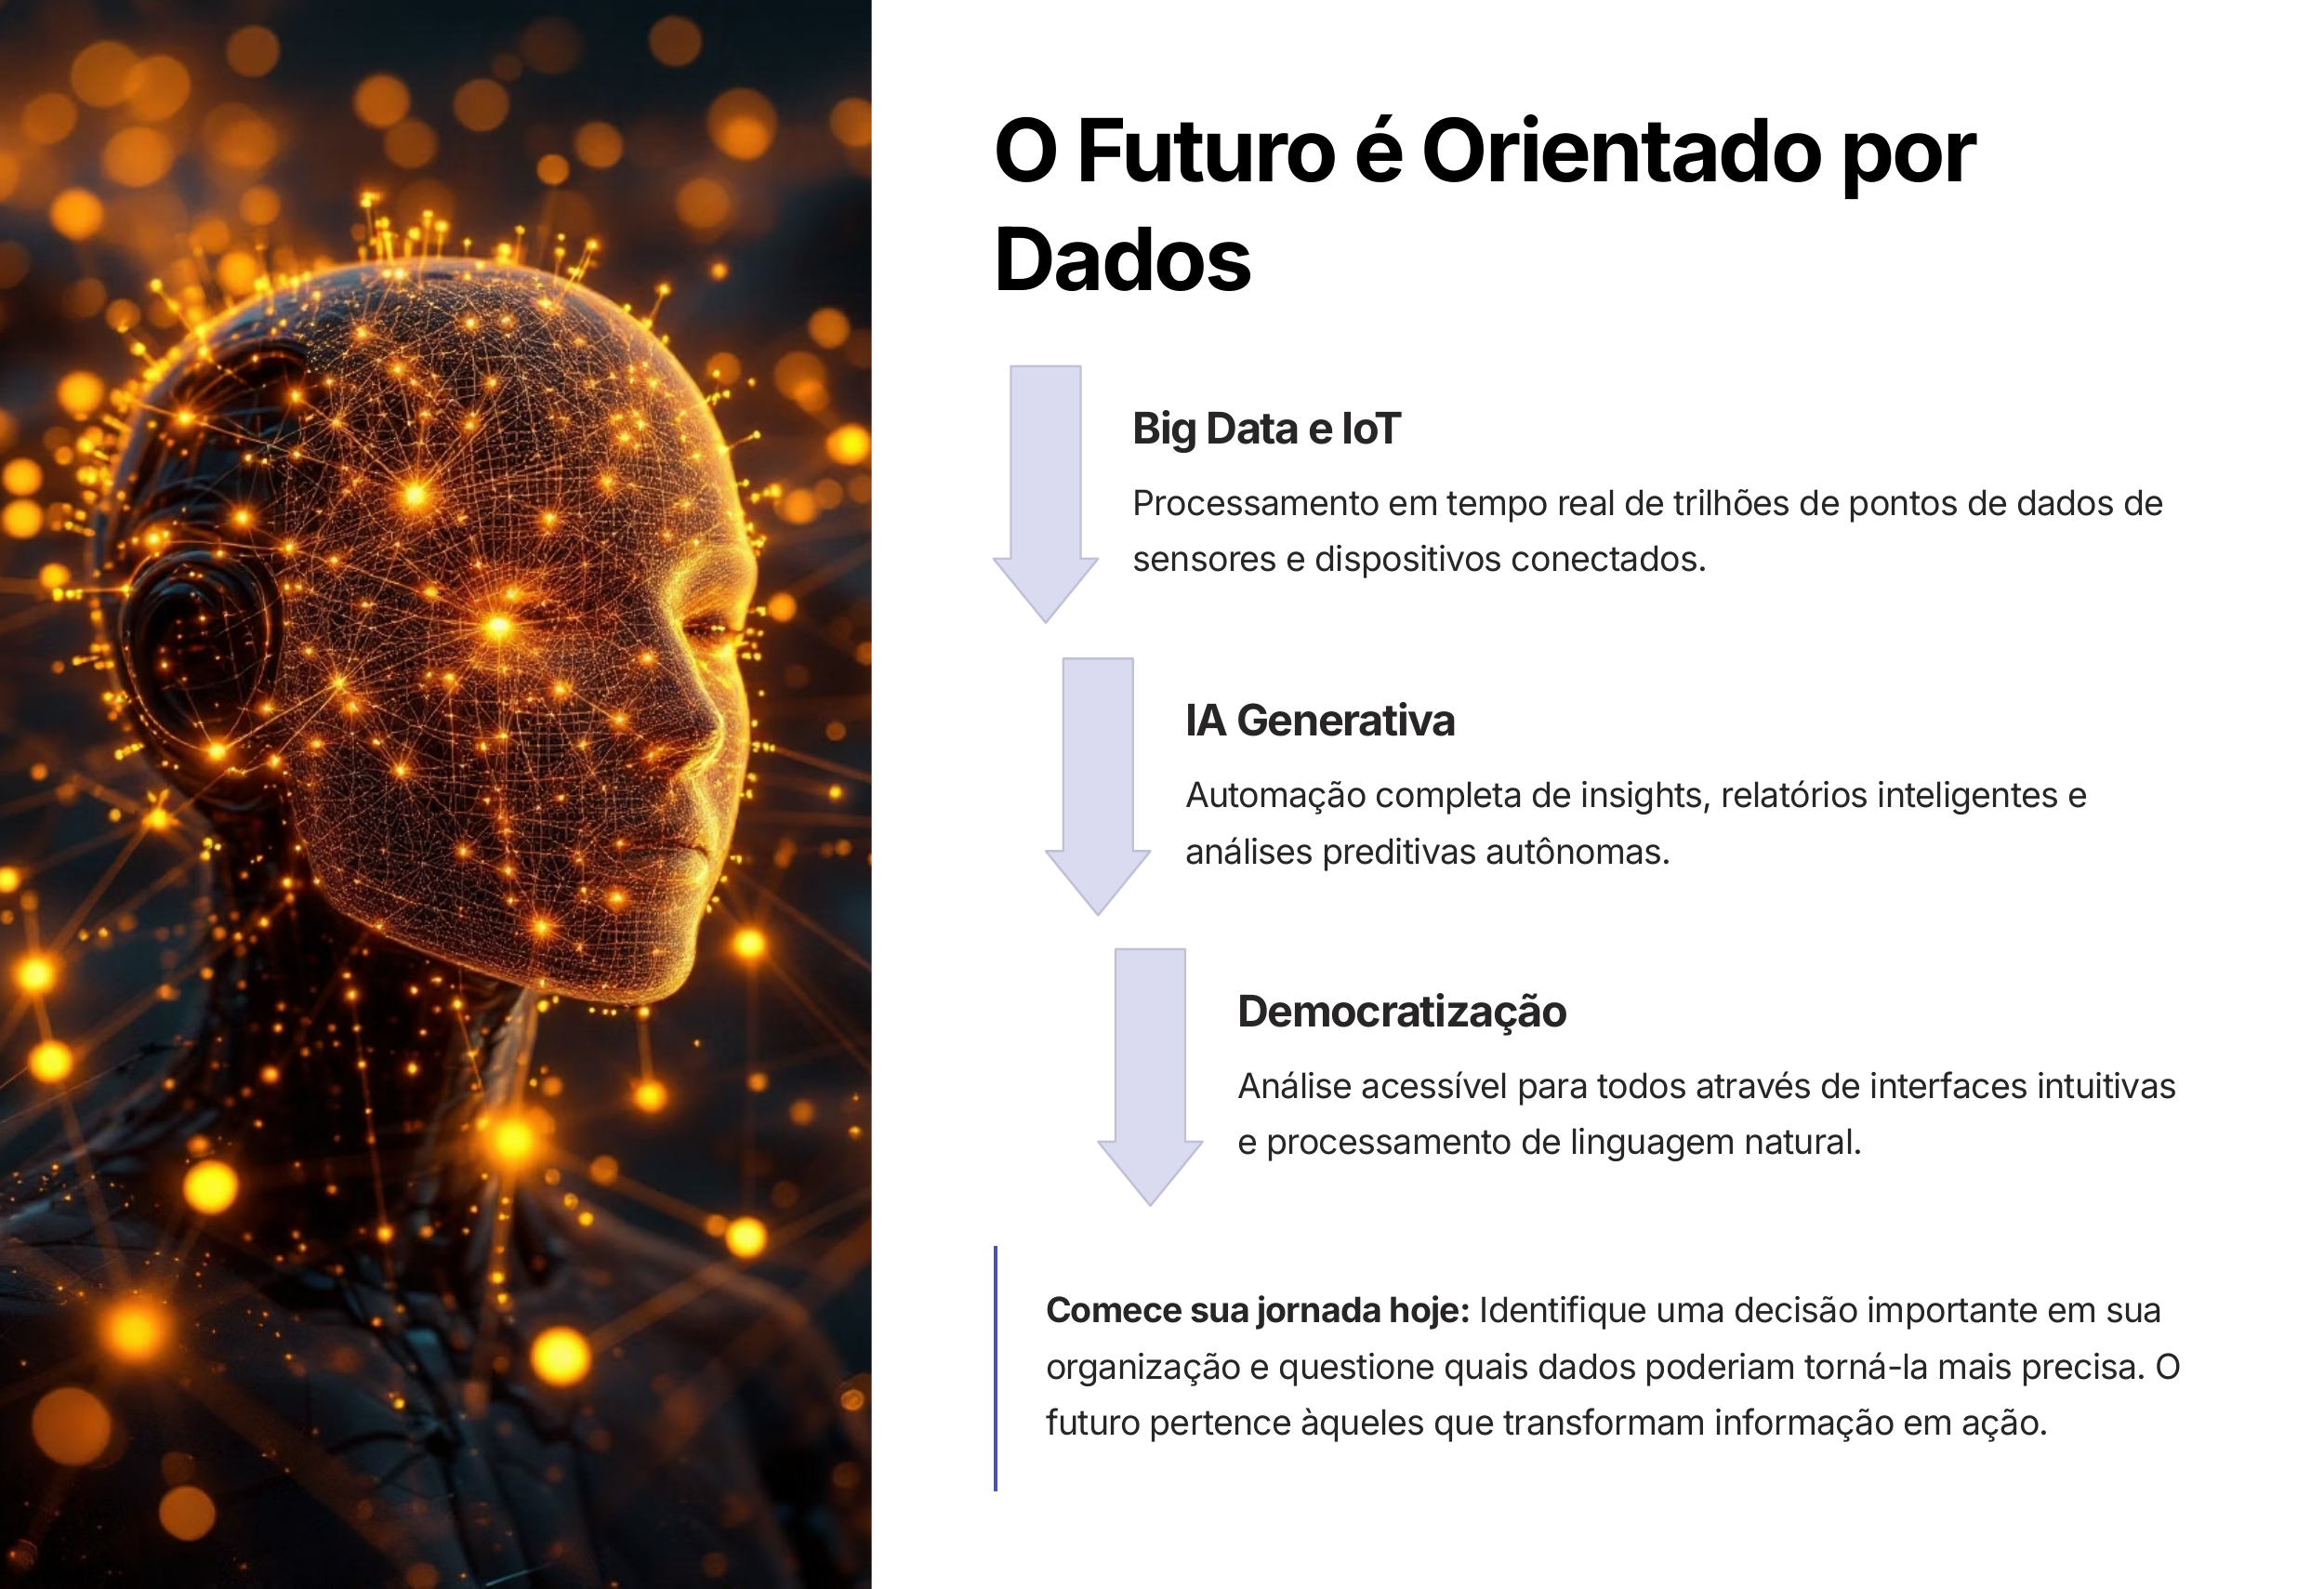 O Futuro é Orientado por
Dados
Big Data e IoT
Processamento em tempo real de trilhões de pontos de dados de
sensores e dispositivos conectados.
IA Generativa
Automação completa de insights, relatórios inteligentes e
análises preditivas autônomas.
Democratização
Análise acessível para todos através de interfaces intuitivas
e processamento de linguagem natural.
Comece sua jornada hoje: Identifique uma decisão importante em sua
organização e questione quais dados poderiam torná-la mais precisa. O
futuro pertence àqueles que transformam informação em ação.